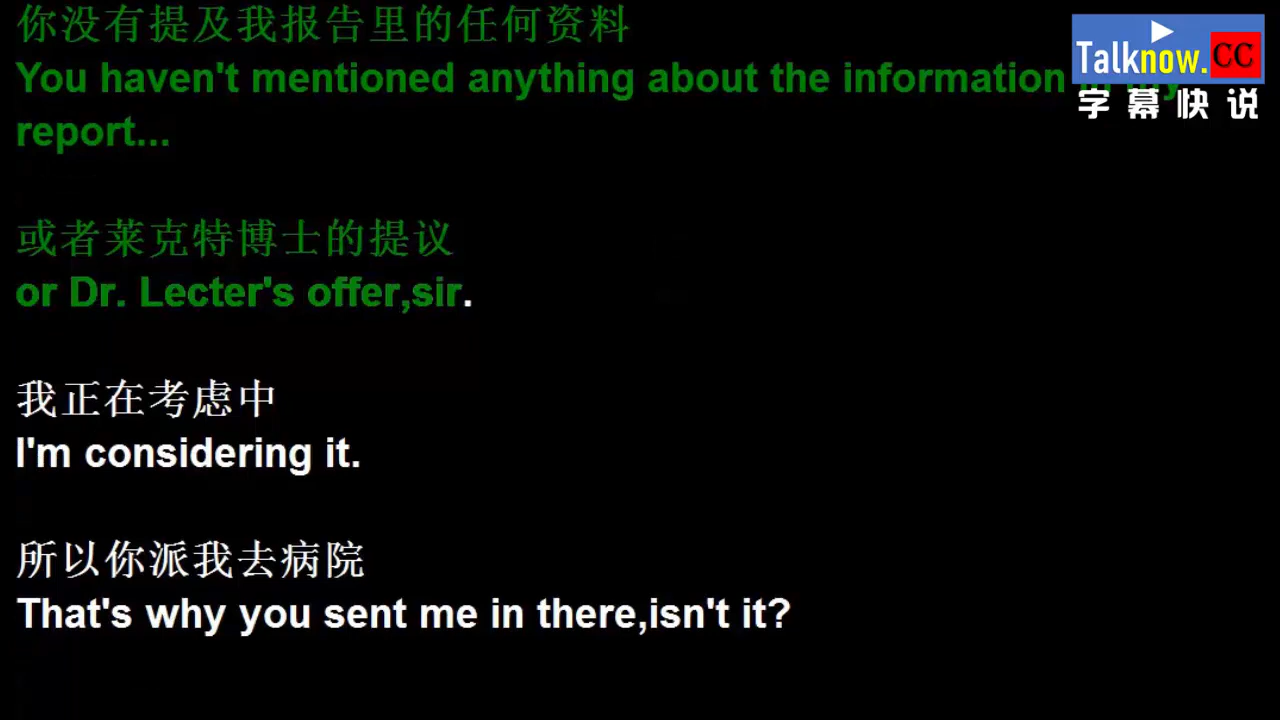 你没有提及我报告里的任何资料
You haven't mentioned anything about the information in my
report...
或者莱克特博士的提议
or Dr. Lecter's offer,sir.
我正在考虑中
I'm considering it.
所以你派我去病院
That's why you sent me in there,isn't it?
Talknow.CC
字幕快说